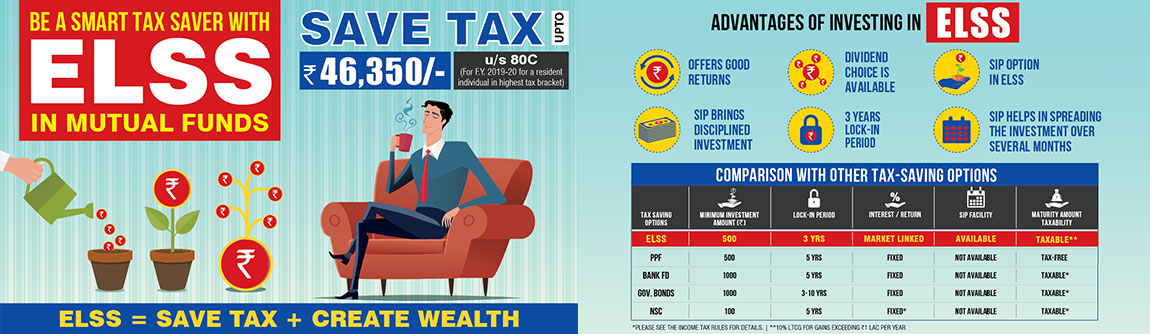 BE A SMART TAX SAVER WITH
ELSS
IN MUTUAL FUNDS
SAVE TAX UPTO
₹ 46,350/-
u/s 80C
(For F.Y. 2019-20 for a resident
individual in highest tax bracket)
₹
₹
₹
ELSS = SAVE TAX + CREATE WEALTH
ADVANTAGES OF INVESTING IN ELSS
OFFERS GOOD
RETURNS
DIVIDEND
CHOICE IS
AVAILABLE
SIP OPTION
IN ELSS
SIP BRINGS
DISCIPLINED
INVESTMENT
3 YEARS
LOCK-IN
PERIOD
SIP HELPS IN SPREADING
THE INVESTMENT OVER
SEVERAL MONTHS
COMPARISON WITH OTHER TAX-SAVING OPTIONS
TAX SAVING
OPTIONS
MINIMUM INVESTMENT
AMOUNT (₹)
LOCK-IN PERIOD
INTEREST / RETURN
SIP FACILITY
MATURITY AMOUNT
TAXABILITY
ELSS 500 3 YRS MARKET LINKED AVAILABLE TAXABLE**
PPF 500 5 YRS FIXED NOT AVAILABLE TAX-FREE
BANK FD 1000 5 YRS FIXED NOT AVAILABLE TAXABLE*
GOV. BONDS 1000 3-10 YRS FIXED NOT AVAILABLE TAXABLE*
NSC 100 5 YRS FIXED* NOT AVAILABLE TAXABLE*
*PLEASE SEE THE INCOME TAX RULES FOR DETAILS. | **10% LTCG FOR GAINS EXCEEDING ₹1 LAC PER YEAR